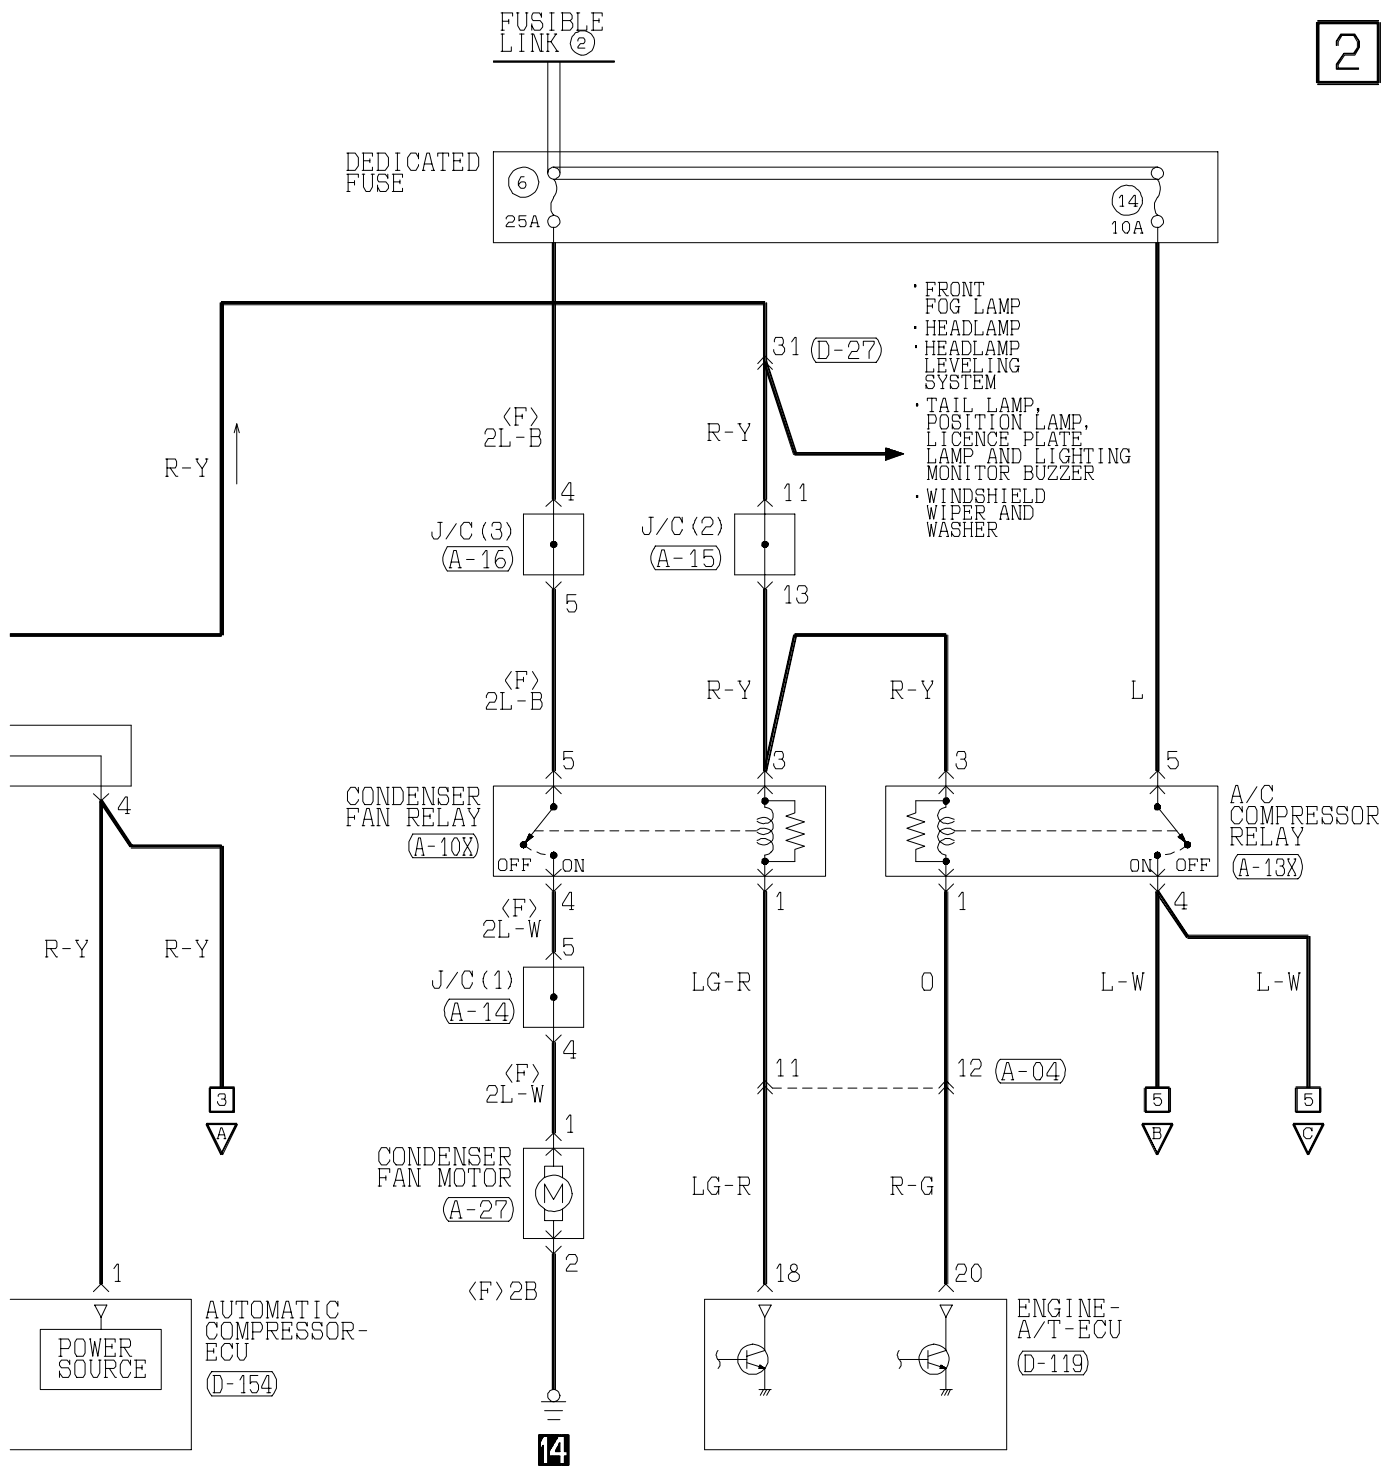 FUSIBLE
LINK 2
2
DEDICATED
FUSE
6
25A
14
10A
· FRONT
FOG LAMP
· HEADLAMP
· HEADLAMP
LEVELING
SYSTEM
· TAIL LAMP,
POSITION LAMP,
LICENCE PLATE
LAMP AND LIGHTING
MONITOR BUZZER
· WINDSHIELD
WIPER AND
WASHER
31 D-27
<F>
2L-B
R-Y
R-Y
4
11
J/C(3)
A-16
J/C(2)
A-15
5
13
<F>
2L-B
R-Y
R-Y
L
5
3
3
5
4
CONDENSER
FAN RELAY
A-10X
OFF
ON
ON
OFF
A/C
COMPRESSOR
RELAY
A-13X
4
1
1
4
<F>
2L-W
5
R-Y
R-Y
J/C(1)
A-14
LG-R
O
L-W
L-W
4
<F>
2L-W
11
12 A-04
3
A
5
B
5
C
1
CONDENSER
FAN MOTOR
A-27
M
LG-R
R-G
2
<F>2B
1
18
20
AUTOMATIC
COMPRESSOR-
ECU
D-154
POWER
SOURCE
ENGINE-
A/T-ECU
D-119
14